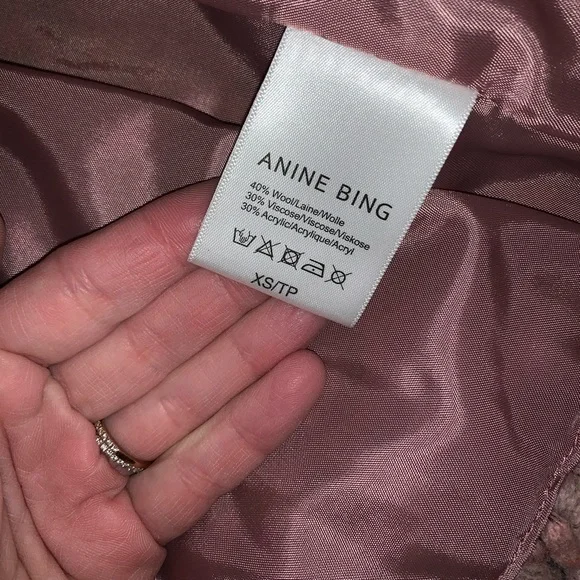 ANINE BING
40% Wool/Laine/Wolle
30% Viscose/Viscose/Viskose
30% Acrylic/Acrylique/Acryl
XS/TP